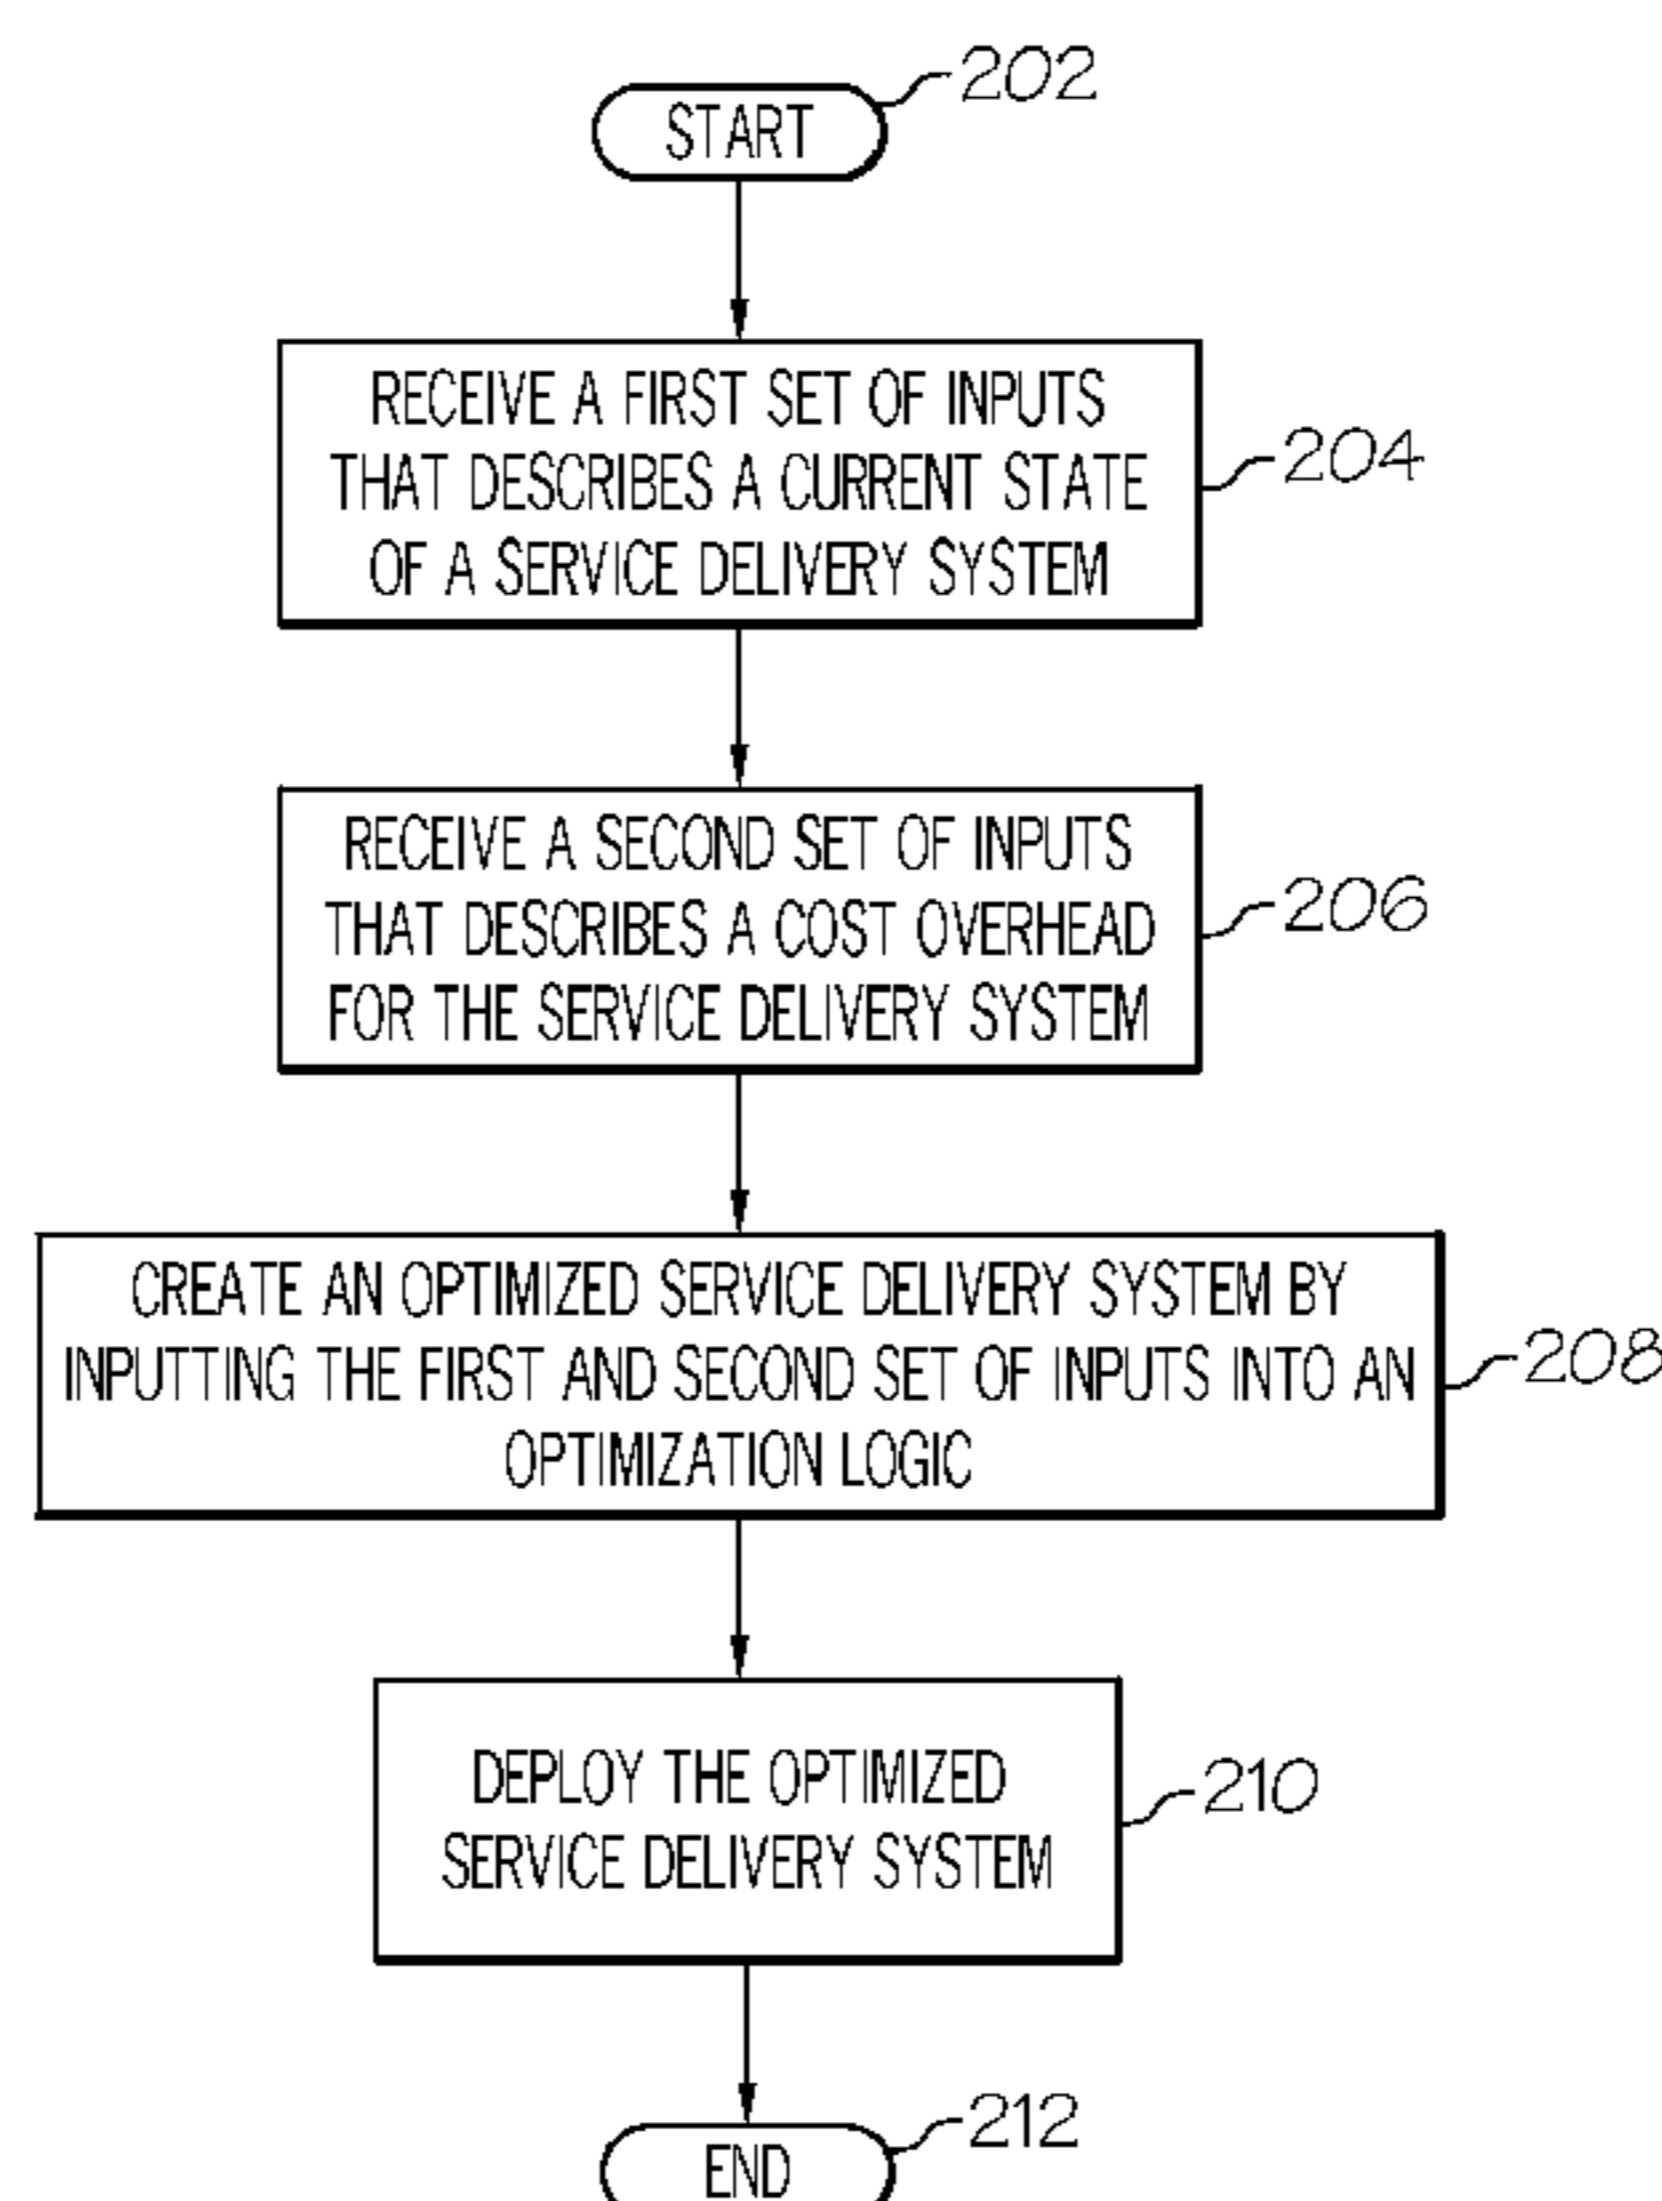 START
202
RECEIVE A FIRST SET OF INPUTS
THAT DESCRIBES A CURRENT STATE
OF A SERVICE DELIVERY SYSTEM
204
RECEIVE A SECOND SET OF INPUTS
THAT DESCRIBES A COST OVERHEAD
FOR THE SERVICE DELIVERY SYSTEM
206
CREATE AN OPTIMIZED SERVICE DELIVERY SYSTEM BY
INPUTTING THE FIRST AND SECOND SET OF INPUTS INTO AN
OPTIMIZATION LOGIC
208
DEPLOY THE OPTIMIZED
SERVICE DELIVERY SYSTEM
210
END
212